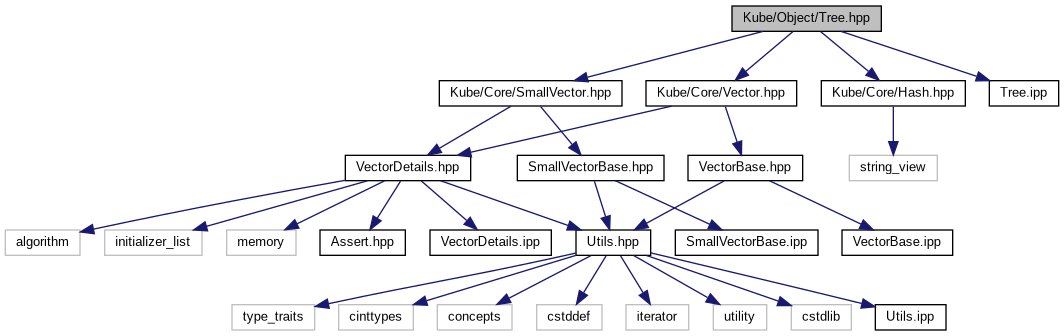 Kube/Object/Tree.hpp
Kube/Core/SmallVector.hpp
Kube/Core/Vector.hpp
Kube/Core/Hash.hpp
Tree.ipp
VectorDetails.hpp
SmallVectorBase.hpp
VectorBase.hpp
string_view
algorithm
initializer_list
memory
Assert.hpp
VectorDetails.ipp
Utils.hpp
SmallVectorBase.ipp
VectorBase.ipp
type_traits
cinttypes
concepts
cstddef
iterator
utility
cstdlib
Utils.ipp